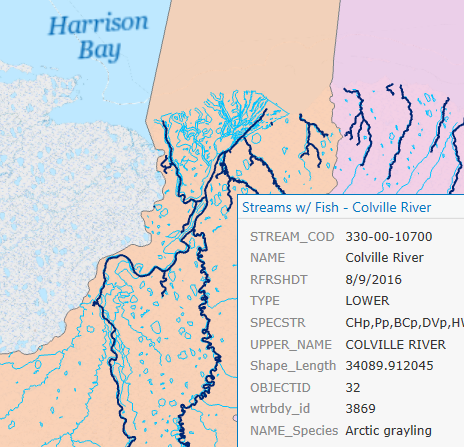 Harrison
Bay
Streams w/ Fish - Colville River
STREAM_COD 330-00-10700
NAME Colville River
RFRSHDT 8/9/2016
TYPE LOWER
SPECSTR CHp,Pp,BCp,DVp,HW
UPPER_NAME COLVILLE RIVER
Shape_Length 34089.912045
OBJECTID 32
wtrbdy_id 3869
NAME_Species Arctic grayling